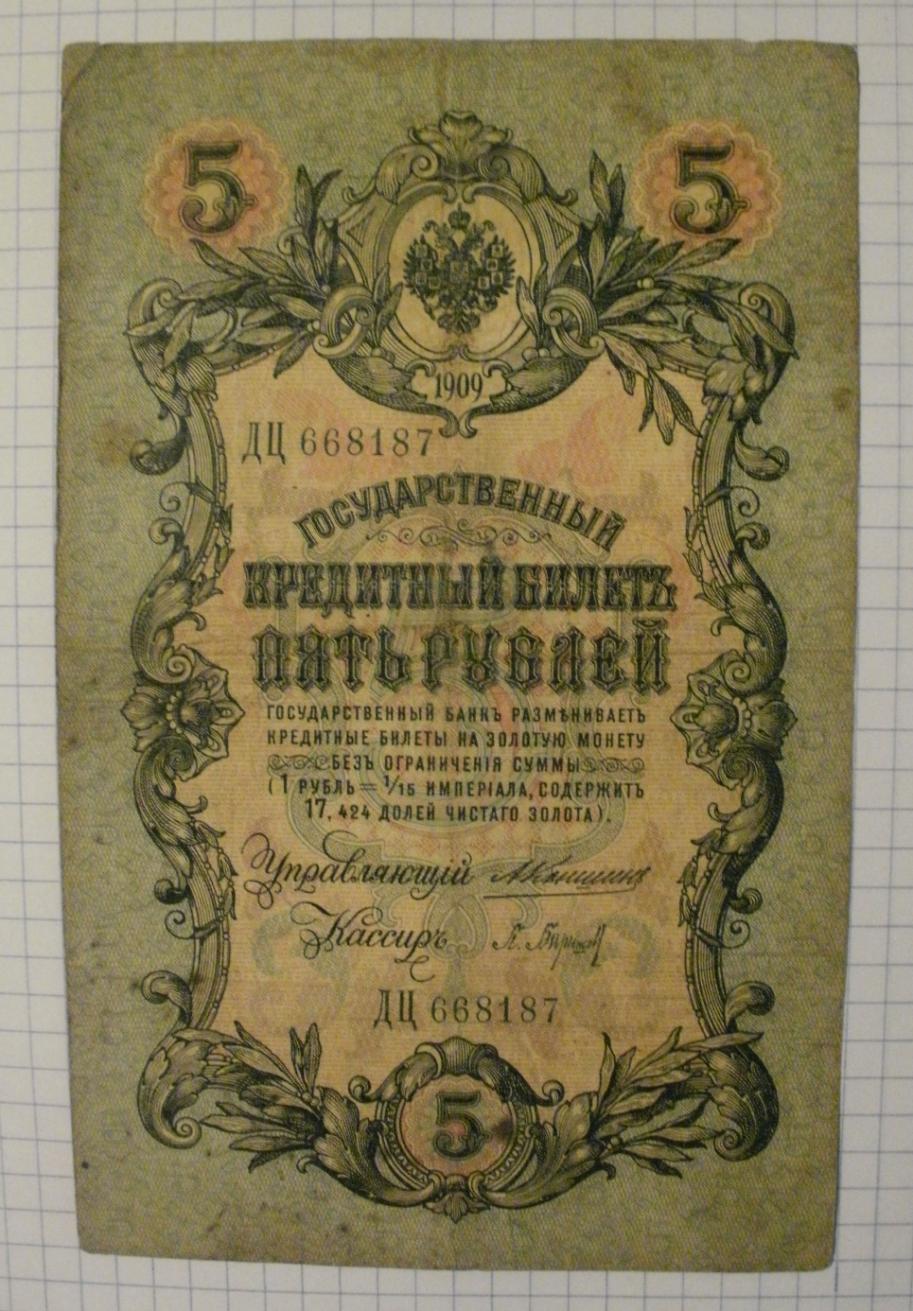 5 5
1909
ДЦ 668187
ГОСУДАРСТВЕННЫЙ
КРЕДИТНЫЙ БИЛЕТЪ
ПЯТЬ РУБЛЕЙ
ГОСУДАРСТВЕННЫЙ БАНКЪ РАЗМѢНИВАЕТЪ
КРЕДИТНЫЕ БИЛЕТЫ НА ЗОЛОТУЮ МОНЕТУ
БЕЗЪ ОГРАНИЧЕНІЯ СУММЫ
(1 РУБЛЬ = 1/15 ИМПЕРІАЛА, СОДЕРЖИТЪ
17,424 ДОЛЕЙ ЧИСТАГО ЗОЛОТА).
Управляющій
Кассиръ
ДЦ 668187
5